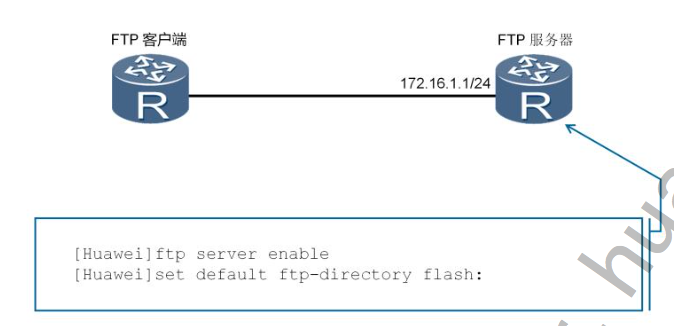 FTP 客户端
FTP 服务器
172.16.1.1/24
R
R
[Huawei]ftp server enable
[Huawei]set default ftp-directory flash:
hua